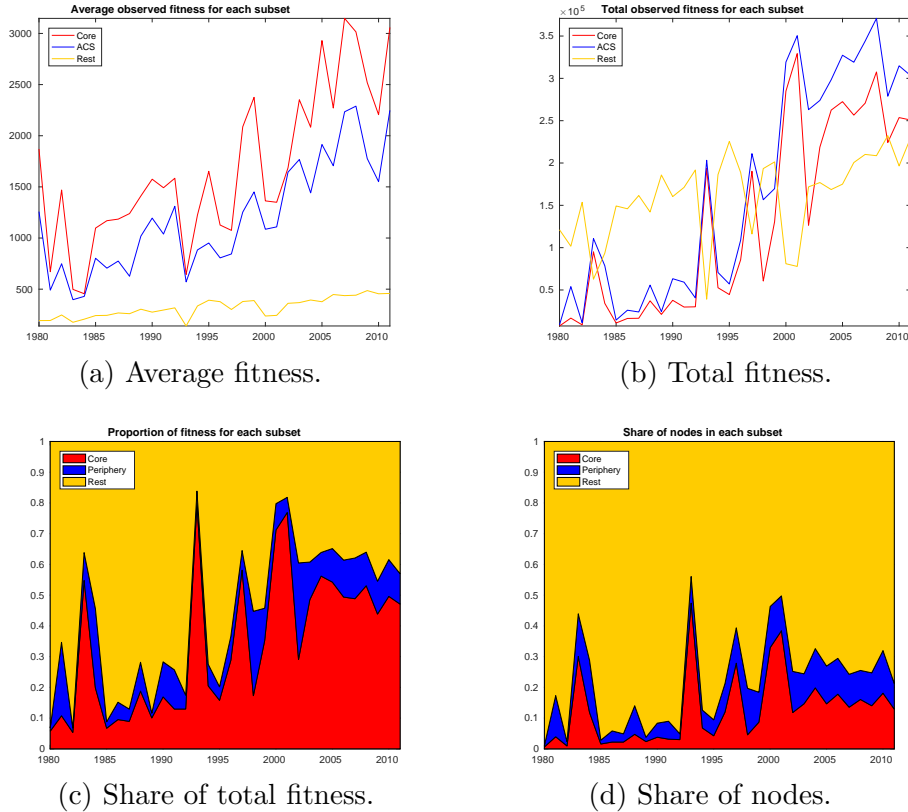 Average observed fitness for each subset
3000
2500
2000
1500
1000
500
Core
ACS
Rest
1980 1985 1990 1995 2000 2005 2010
(a) Average fitness.
Total observed fitness for each subset
×10⁵
3.5
3
2.5
2
1.5
1
0.5
Core
ACS
Rest
1980 1985 1990 1995 2000 2005 2010
(b) Total fitness.
Proportion of fitness for each subset
1
0.9
0.8
0.7
0.6
0.5
0.4
0.3
0.2
0.1
0
Core
Periphery
Rest
1980 1985 1990 1995 2000 2005 2010
(c) Share of total fitness.
Share of nodes in each subset
1
0.9
0.8
0.7
0.6
0.5
0.4
0.3
0.2
0.1
0
Core
Periphery
Rest
1980 1985 1990 1995 2000 2005 2010
(d) Share of nodes.